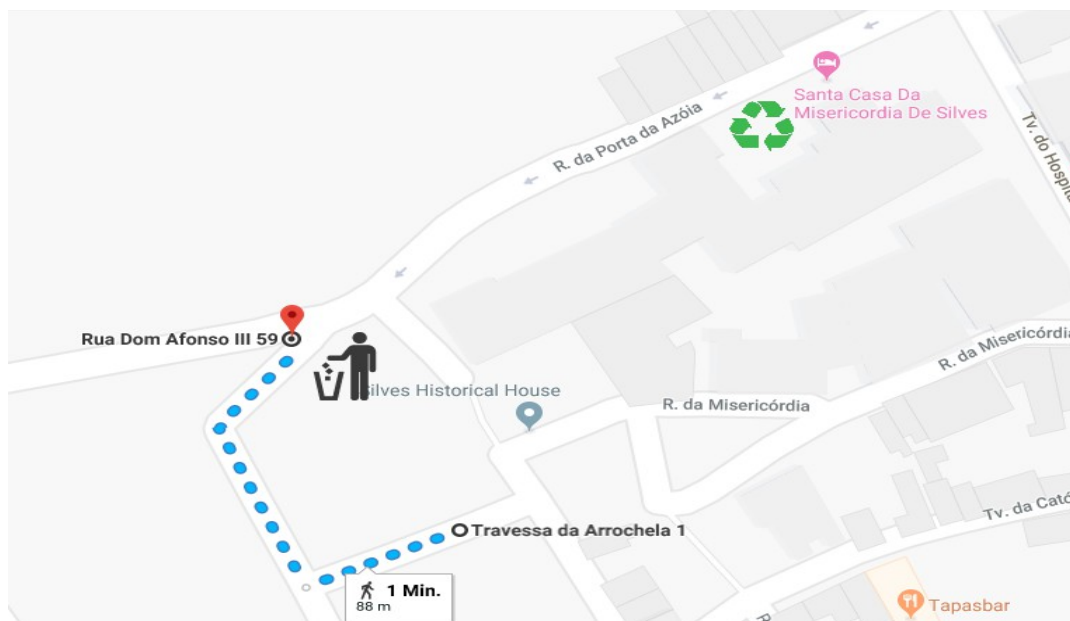 Santa Casa Da
Misericordia De Silves
R. da Porta da Azóia
Tv. do Hospita
Rua Dom Afonso III 59
Silves Historical House
R. da Misericórdia
R. da Misericórdia
Travessa da Arrochela 1
Tv. da Cató
1 Min.
88 m
Tapasbar
R